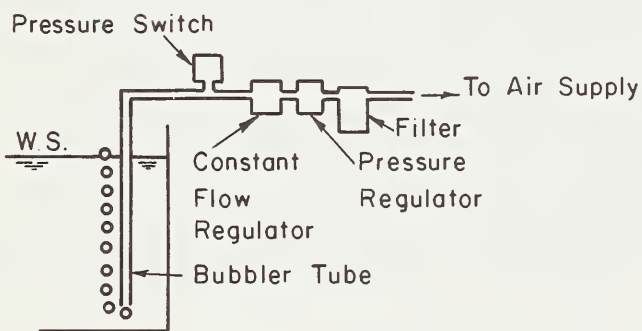 Pressure Switch
To Air Supply
Filter
W.S.
Constant
Flow
Regulator
Pressure
Regulator
Bubbler Tube